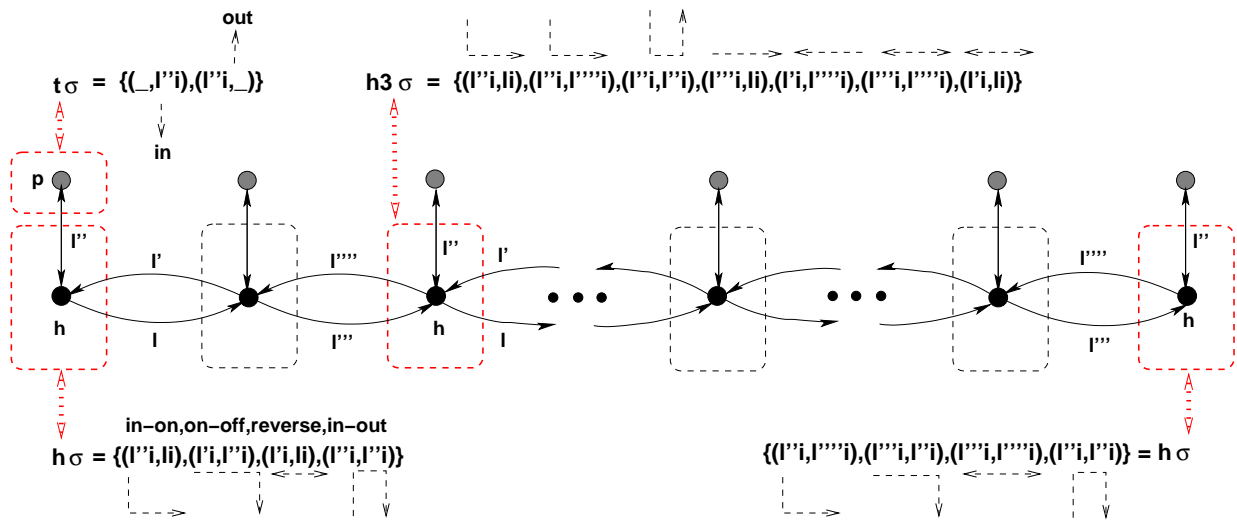 out
tσ = {(_,l''i),(l''i,_)}
h3 σ = {(l''i,li),(l''i,l''''i),(l''i,l''i),(l'''i,li),(l'i,l''''i),(l'''i,l''''i),(l'i,li)}
in
p
l'' l'' l''
l' l'''' l' l''''
h h h
l l''' l l'''
in−on,on−off,reverse,in−out
hσ = {(l''i,li),(l'i,l''i),(l'i,li),(l''i,l''i)}
{(l''i,l''''i),(l'''i,l''i),(l'''i,l''''i),(l''i,l''i)} = hσ